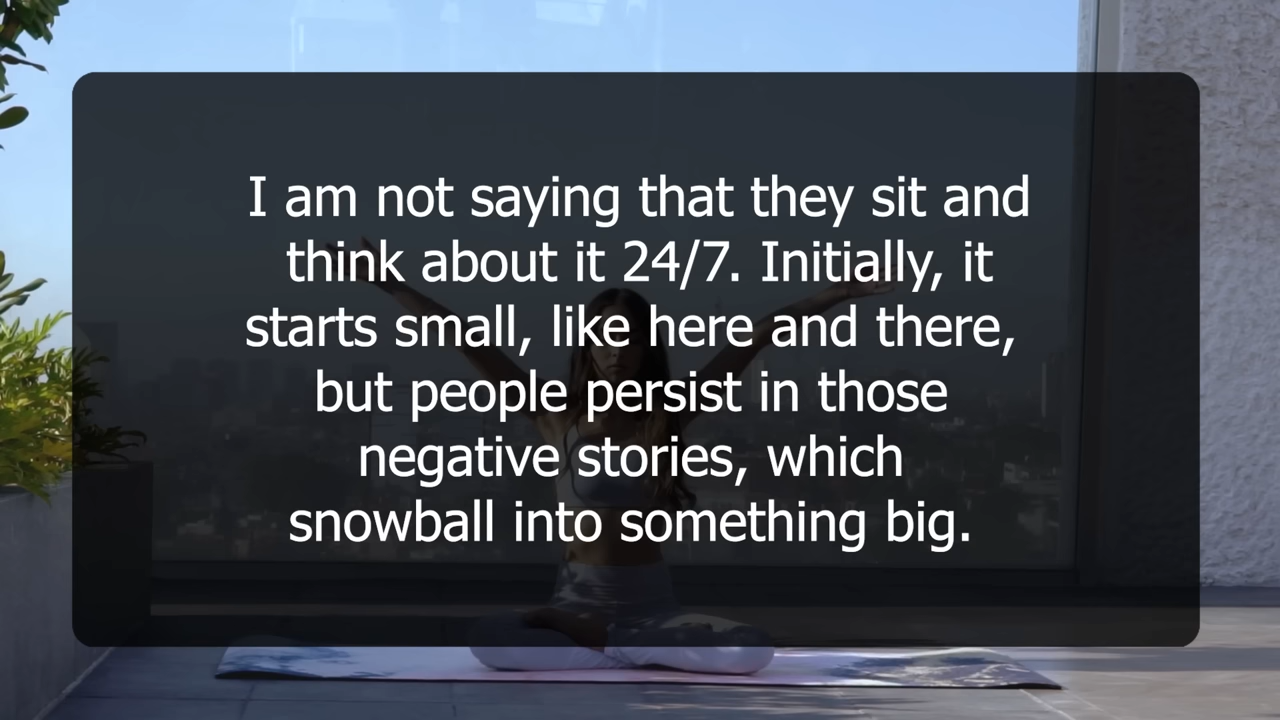 I am not saying that they sit and
think about it 24/7. Initially, it
starts small, like here and there,
but people persist in those
negative stories, which
snowball into something big.